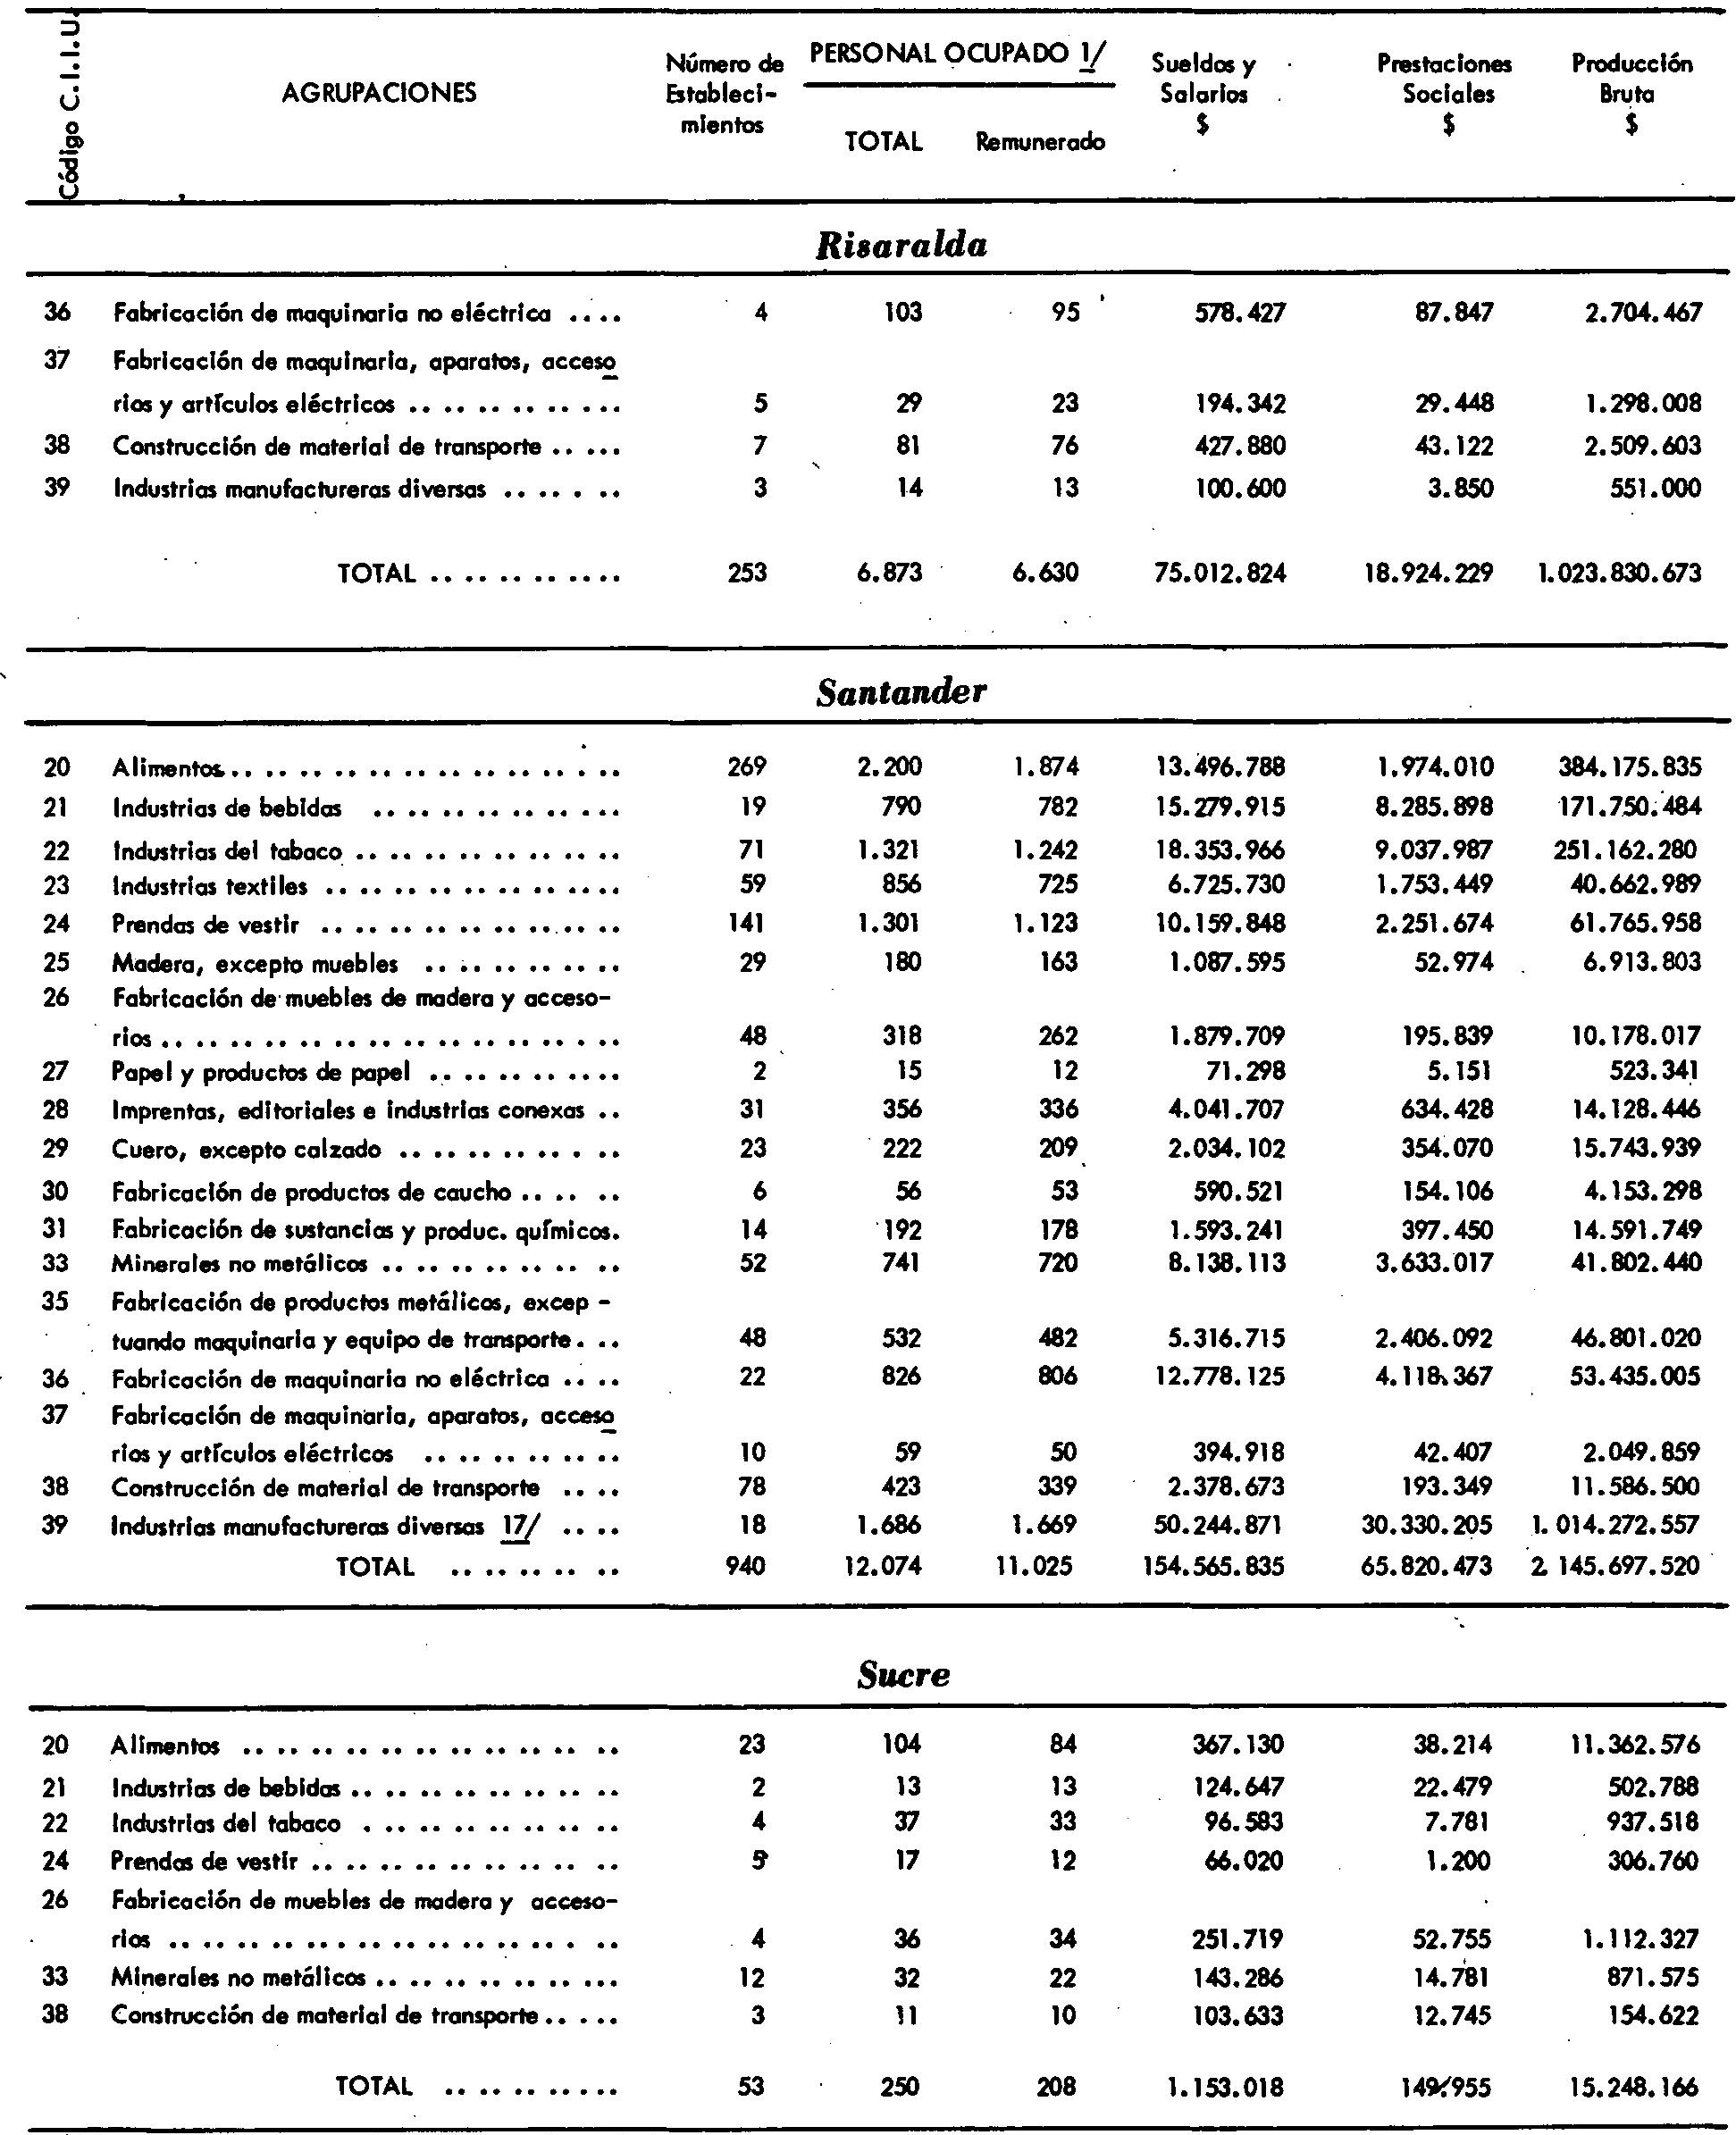 Código C.I.I.U. AGRUPACIONES Número de Estableci- mientos PERSONAL OCUPADO 1/ TOTAL Remunerado Sueldos y Salarios $ Prestaciones Sociales $ Producción Bruta $
Risaralda
36 Fabricación de maquinaria no eléctrica .... 4 103 95 578.427 87.847 2.704.467
37 Fabricación de maquinaria, aparatos, acceso
rios y artículos eléctricos .. .. .. .. .. ... 5 29 23 194.342 29.448 1.298.008
38 Construcción de material de transporte .. ... 7 81 76 427.880 43.122 2.509.603
39 Industrias manufactureras diversas .. .. . .. 3 14 13 100.600 3.850 551.000
TOTAL .. .. .. .. .. .. 253 6.873 6.630 75.012.824 18.924.229 1.023.830.673
Santander
20 Alimentos.. .. .. .. .. .. .. .. .. .. . .. 269 2.200 1.874 13.496.788 1.974.010 384.175.835
21 Industrias de bebidas .. .. .. .. .. .. ... 19 790 782 15.279.915 8.285.898 171.750.484
22 Industrias del tabaco .. .. .. .. .. .. .. .. 71 1.321 1.242 18.353.966 9.037.987 251.162.280
23 Industrias textiles .. .. .. .. .. .. .. .. .. 59 856 725 6.725.730 1.753.449 40.662.989
24 Prendas de vestir .. .. .. .. .. .. .. .. .. 141 1.301 1.123 10.159.848 2.251.674 61.765.958
25 Madera, excepto muebles .. .. .. .. .. .. 29 180 163 1.087.595 52.974 6.913.803
26 Fabricación de muebles de madera y acceso-
rios .. .. .. .. .. .. .. .. .. .. .. .. . .. 48 318 262 1.879.709 195.839 10.178.017
27 Papel y productos de papel .. .. .. .. .. .. 2 15 12 71.298 5.151 523.341
28 Imprentas, editoriales e industrias conexas .. 31 356 336 4.041.707 634.428 14.128.446
29 Cuero, excepto calzado .. .. .. .. .. . .. 23 222 209 2.034.102 354.070 15.743.939
30 Fabricación de productos de caucho .. .. .. 6 56 53 590.521 154.106 4.153.298
31 Fabricación de sustancias y produc. químicos. 14 192 178 1.593.241 397.450 14.591.749
33 Minerales no metálicos .. .. .. .. .. .. .. 52 741 720 8.138.113 3.633.017 41.802.440
35 Fabricación de productos metálicos, excep -
tuando maquinaria y equipo de transporte. .. 48 532 482 5.316.715 2.406.092 46.801.020
36 Fabricación de maquinaria no eléctrica .. .. 22 826 806 12.778.125 4.118.367 53.435.005
37 Fabricación de maquinaria, aparatos, acceso
rios y artículos eléctricos .. .. .. .. .. .. 10 59 50 394.918 42.407 2.049.859
38 Construcción de material de transporte .. .. 78 423 339 2.378.673 193.349 11.586.500
39 Industrias manufactureras diversas 17/ .. .. 18 1.686 1.669 50.244.871 30.330.205 1.014.272.557
TOTAL .. .. .. .. .. 940 12.074 11.025 154.565.835 65.820.473 2 145.697.520
Sucre
20 Alimentos .. .. .. .. .. .. .. .. .. .. .. 23 104 84 367.130 38.214 11.362.576
21 Industrias de bebidas .. .. .. .. .. .. .. .. 2 13 13 124.647 22.479 502.788
22 Industrias del tabaco . .. .. .. .. .. .. .. 4 37 33 96.583 7.781 937.518
24 Prendas de vestir .. .. .. .. .. .. .. .. .. 5 17 12 66.020 1.200 306.760
26 Fabricación de muebles de madera y acceso-
rios .. .. .. .. .. .. .. .. .. .. .. .. . .. 4 36 34 251.719 52.755 1.112.327
33 Minerales no metálicos .. .. .. .. .. .. ... 12 32 22 143.286 14.781 871.575
38 Construcción de material de transporte .. ... 3 11 10 103.633 12.745 154.622
TOTAL .. .. .. .. ... 53 250 208 1.153.018 149.955 15.248.166